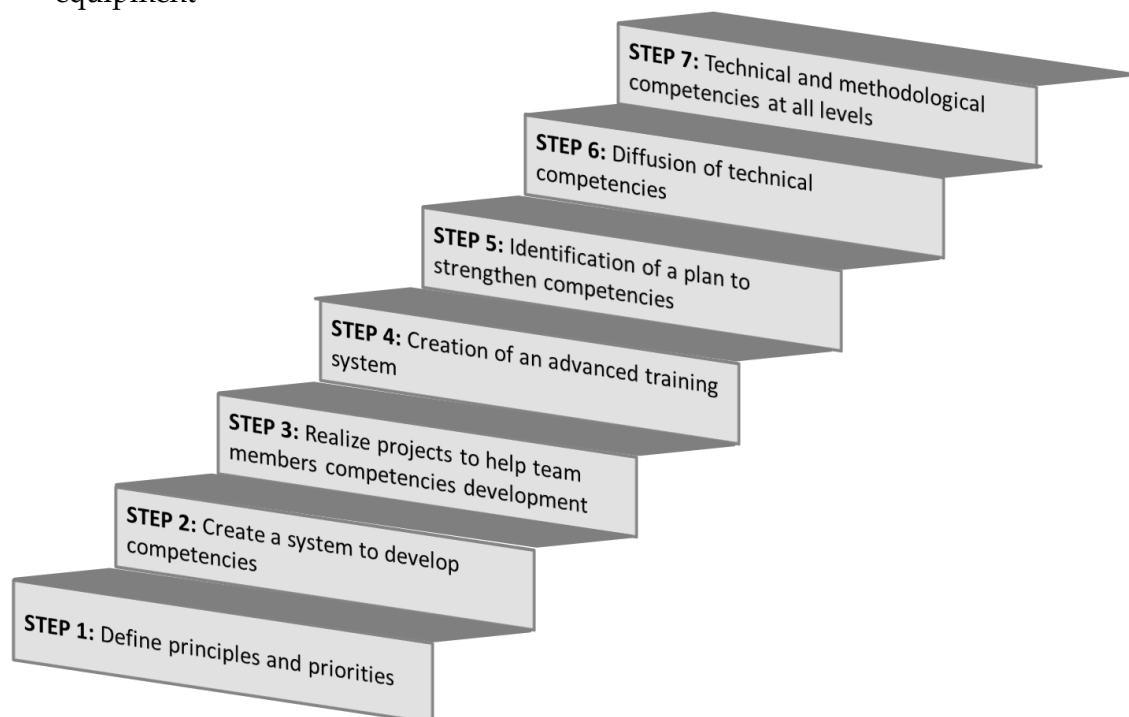 equipment
STEP 7: Technical and methodological
competencies at all levels
STEP 6: Diffusion of technical
competencies
STEP 5: Identification of a plan to
strengthen competencies
STEP 4: Creation of an advanced training
system
STEP 3: Realize projects to help team
members competencies development
STEP 2: Create a system to develop
competencies
STEP 1: Define principles and priorities